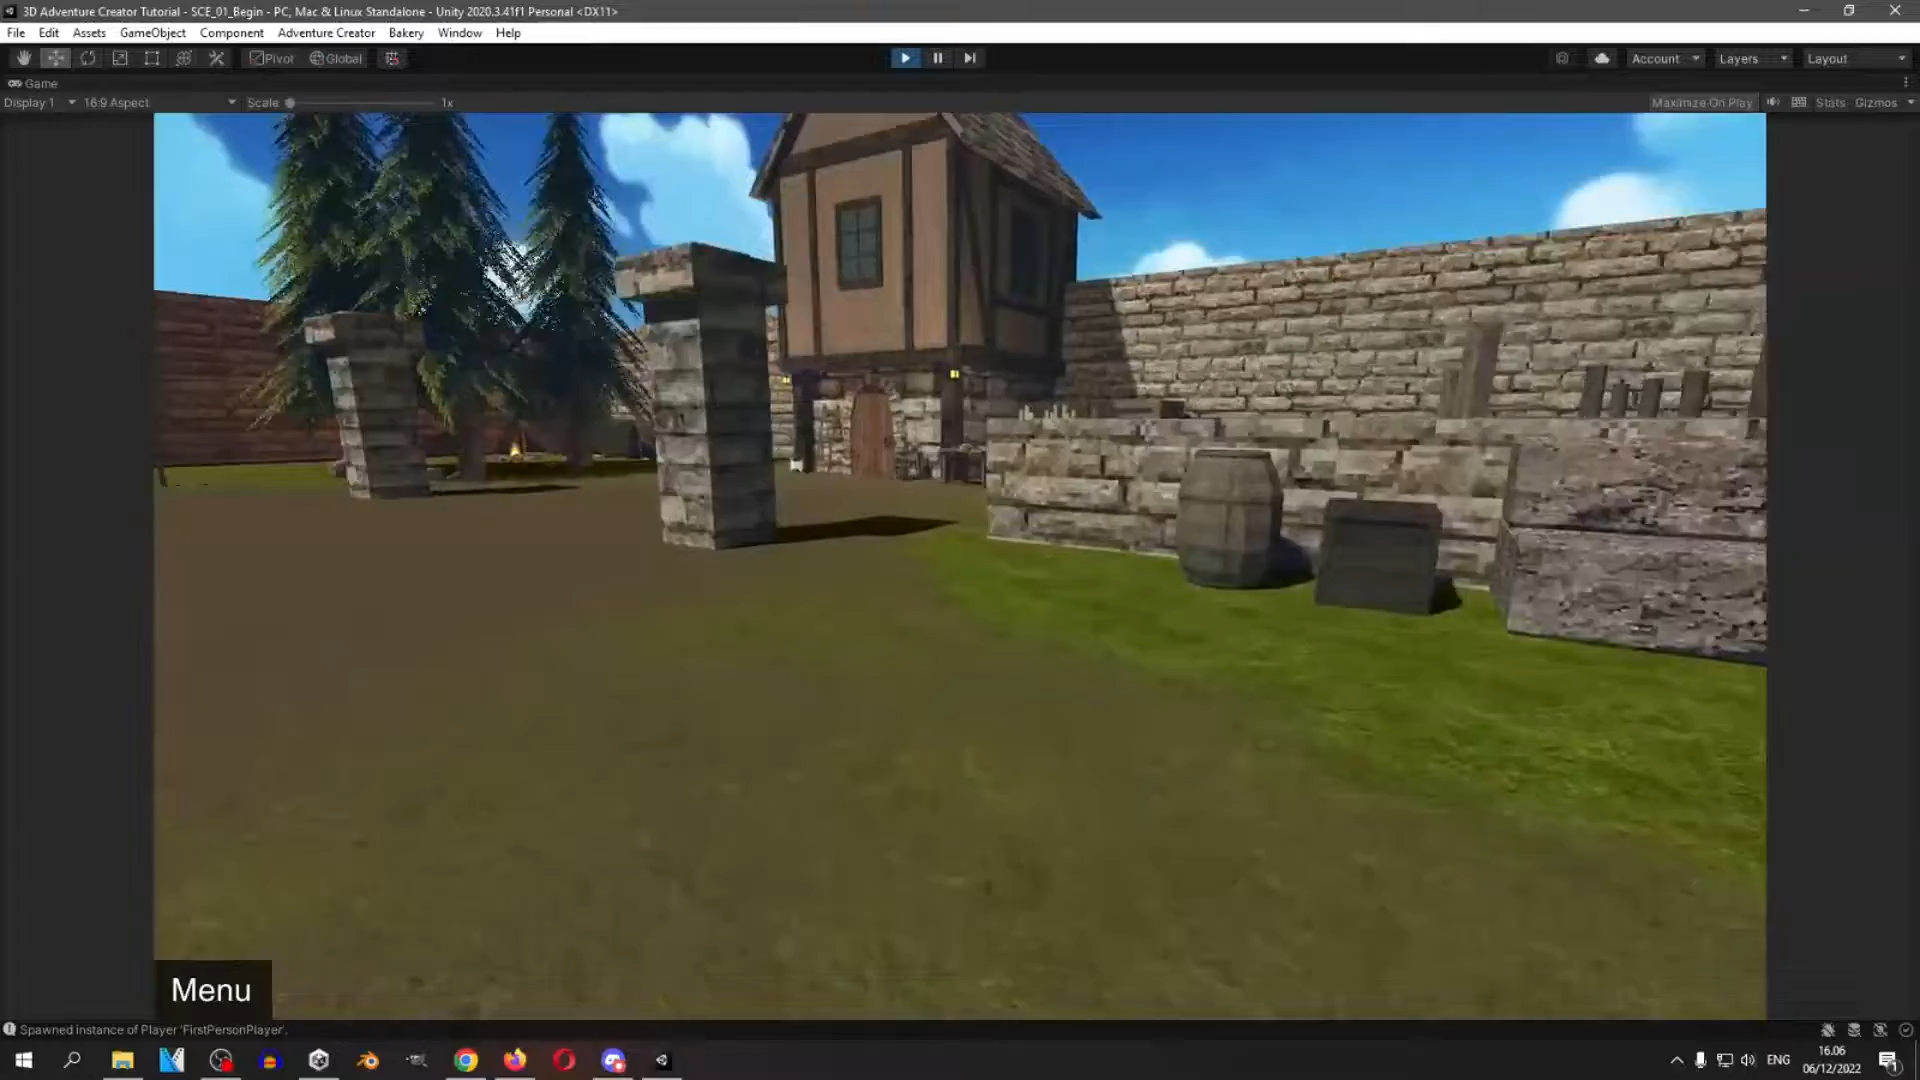 3D Adventure Creator Tutorial - SCE_01_Begin - PC, Mac & Linux Standalone - Unity 2020.3.41f1 Personal <DX11>
File Edit Assets GameObject Component Adventure Creator Bakery Window Help
Pivot Global Account Layers Layout
Game
Display 1 16:9 Aspect Scale 1x Maximize On Play Stats Gizmos
Menu
Spawned instance of Player 'FirstPersonPlayer'.
ENG
16.06
06/12/2022
1